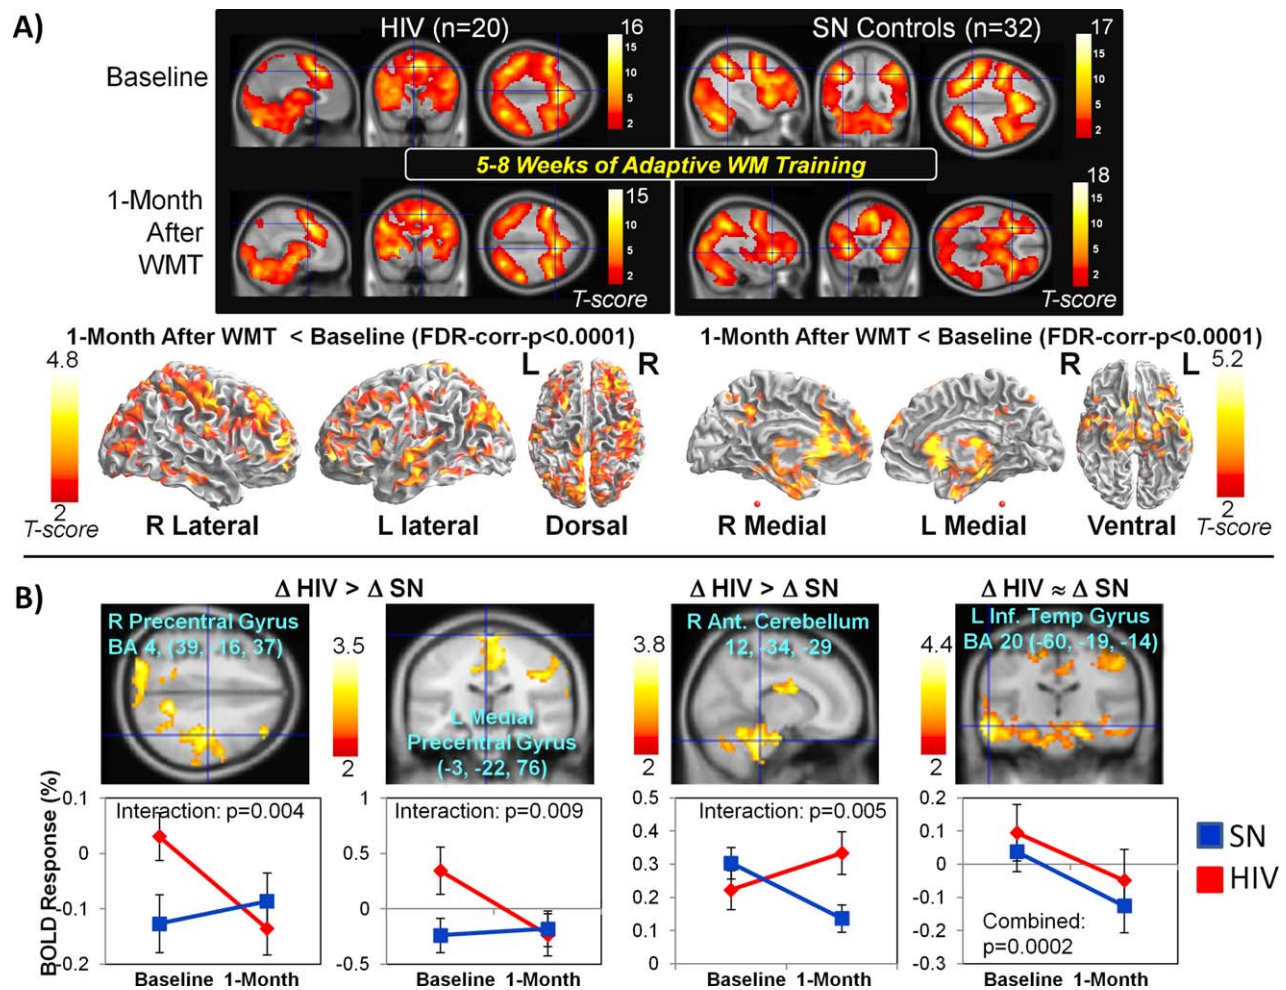 A)
HIV (n=20)
SN Controls (n=32)
Baseline
16
15
10
5
2
17
15
10
5
2
5-8 Weeks of Adaptive WM Training
1-Month
After
WMT
15
10
5
2
T-score
18
15
10
5
2
T-score
1-Month After WMT < Baseline (FDR-corr-p<0.0001)
1-Month After WMT < Baseline (FDR-corr-p<0.0001)
4.8
2
T-score
L R
R L
5.2
2
T-score
R Lateral
L lateral
Dorsal
R Medial
L Medial
Ventral
B)
Δ HIV > Δ SN
Δ HIV > Δ SN
Δ HIV ≈ Δ SN
R Precentral Gyrus
BA 4, (39, -16, 37)
3.5
2
L Medial
Precentral Gyrus
(-3, -22, 76)
3.8
2
R Ant. Cerebellum
12, -34, -29
4.4
2
L Inf. Temp Gyrus
BA 20 (-60, -19, -14)
BOLD Response (%)
0.1
0
-0.1
-0.2
Interaction: p=0.004
Baseline 1-Month
1
0.5
0
-0.5
Interaction: p=0.009
Baseline 1-Month
0.5
0.4
0.3
0.2
0.1
0
Interaction: p=0.005
Baseline 1-Month
0.2
0.1
0
-0.1
-0.2
-0.3
Combined:
p=0.0002
Baseline 1-Month
SN
HIV